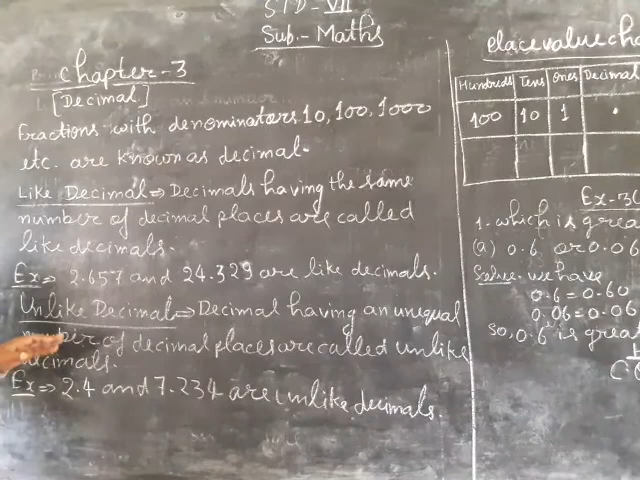 STD-VII
Sub.- Maths
Chapter-3
[Decimal]
Fractions with denominators 10, 100, 1000
etc. are known as decimal.
Like Decimal ⇒ Decimals having the same
number of decimal places are called
like decimals.
Ex ⇒ 2.657 and 24.329 are like decimals.
Unlike Decimal ⇒ Decimal having an unequal
number of decimal places are called unlike
decimals.
Ex ⇒ 2.4 and 7.234 are unlike decimals.
Place value cha
Hundreds Tens Ones Decimal
100 10 1 .
Ex-3(
1. which is grea
(a) 0.6 or 0.06
Solve. we have
0.6 = 0.60
0.06 = 0.06
So, 0.6 is grea